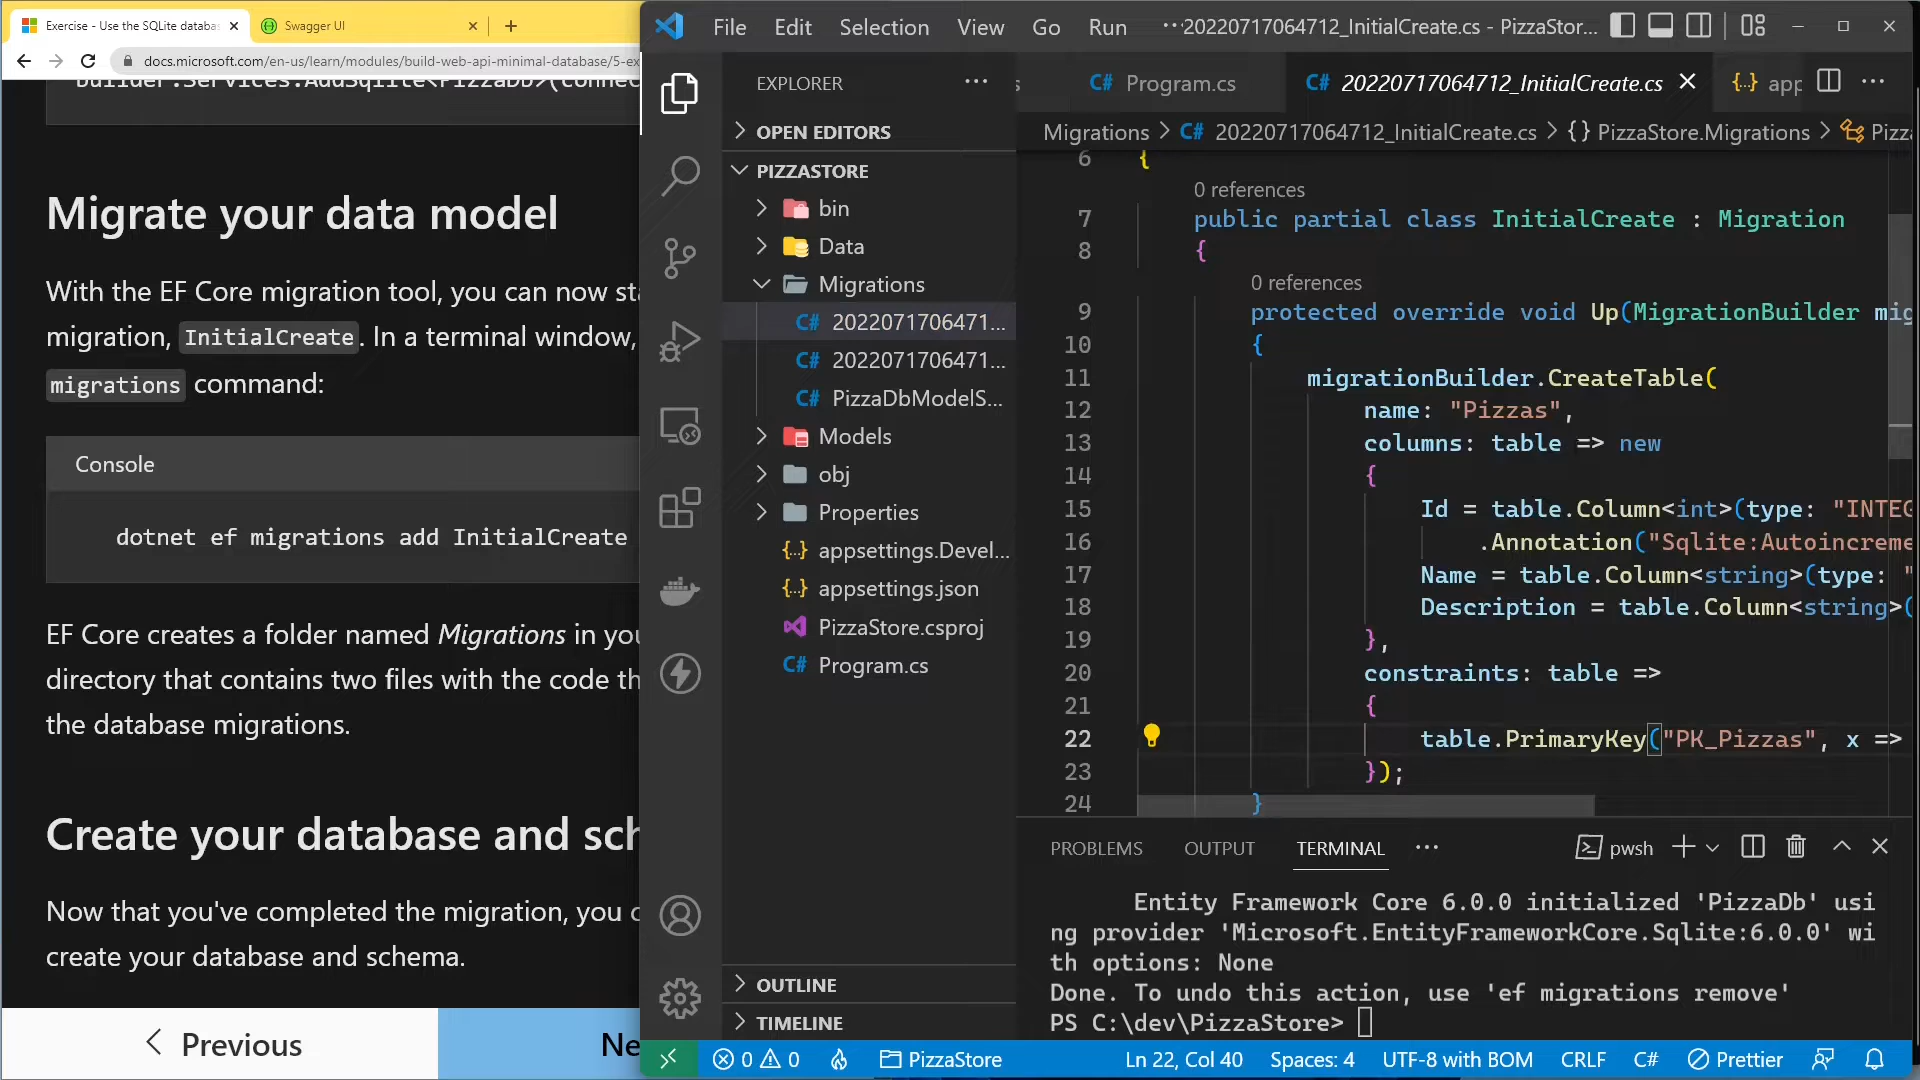 Exercise - Use the SQLite databas
Swagger UI
docs.microsoft.com/en-us/learn/modules/build-web-api-minimal-database/5-ex
builder.Services.AddSqlite<PizzaDb>(connec
Migrate your data model
With the EF Core migration tool, you can now sta
migration, InitialCreate. In a terminal window,
migrations command:
Console
dotnet ef migrations add InitialCreate
EF Core creates a folder named Migrations in you
directory that contains two files with the code th
the database migrations.
Create your database and sch
Now that you've completed the migration, you c
create your database and schema.
Previous
Ne
File Edit Selection View Go Run ··· 20220717064712_InitialCreate.cs - PizzaStor...
EXPLORER ···
OPEN EDITORS
PIZZASTORE
bin
Data
Migrations
C# 2022071706471...
C# 2022071706471...
C# PizzaDbModelS...
Models
obj
Properties
{..} appsettings.Devel...
{..} appsettings.json
PizzaStore.csproj
C# Program.cs
OUTLINE
TIMELINE
s C# Program.cs C# 20220717064712_InitialCreate.cs {..} app ···
Migrations > C# 20220717064712_InitialCreate.cs > {} PizzaStore.Migrations > Pizz
6 {
0 references
7 public partial class InitialCreate : Migration
8 {
0 references
9 protected override void Up(MigrationBuilder mig
10 {
11 migrationBuilder.CreateTable(
12 name: "Pizzas",
13 columns: table => new
14 {
15 Id = table.Column<int>(type: "INTEG
16 .Annotation("Sqlite:Autoincreme
17 Name = table.Column<string>(type: "
18 Description = table.Column<string>(
19 },
20 constraints: table =>
21 {
22 table.PrimaryKey("PK_Pizzas", x =>
23 });
24 }
PROBLEMS OUTPUT TERMINAL ··· pwsh
Entity Framework Core 6.0.0 initialized 'PizzaDb' usi
ng provider 'Microsoft.EntityFrameworkCore.Sqlite:6.0.0' wi
th options: None
Done. To undo this action, use 'ef migrations remove'
PS C:\dev\PizzaStore>
0 0 PizzaStore Ln 22, Col 40 Spaces: 4 UTF-8 with BOM CRLF C# Prettier